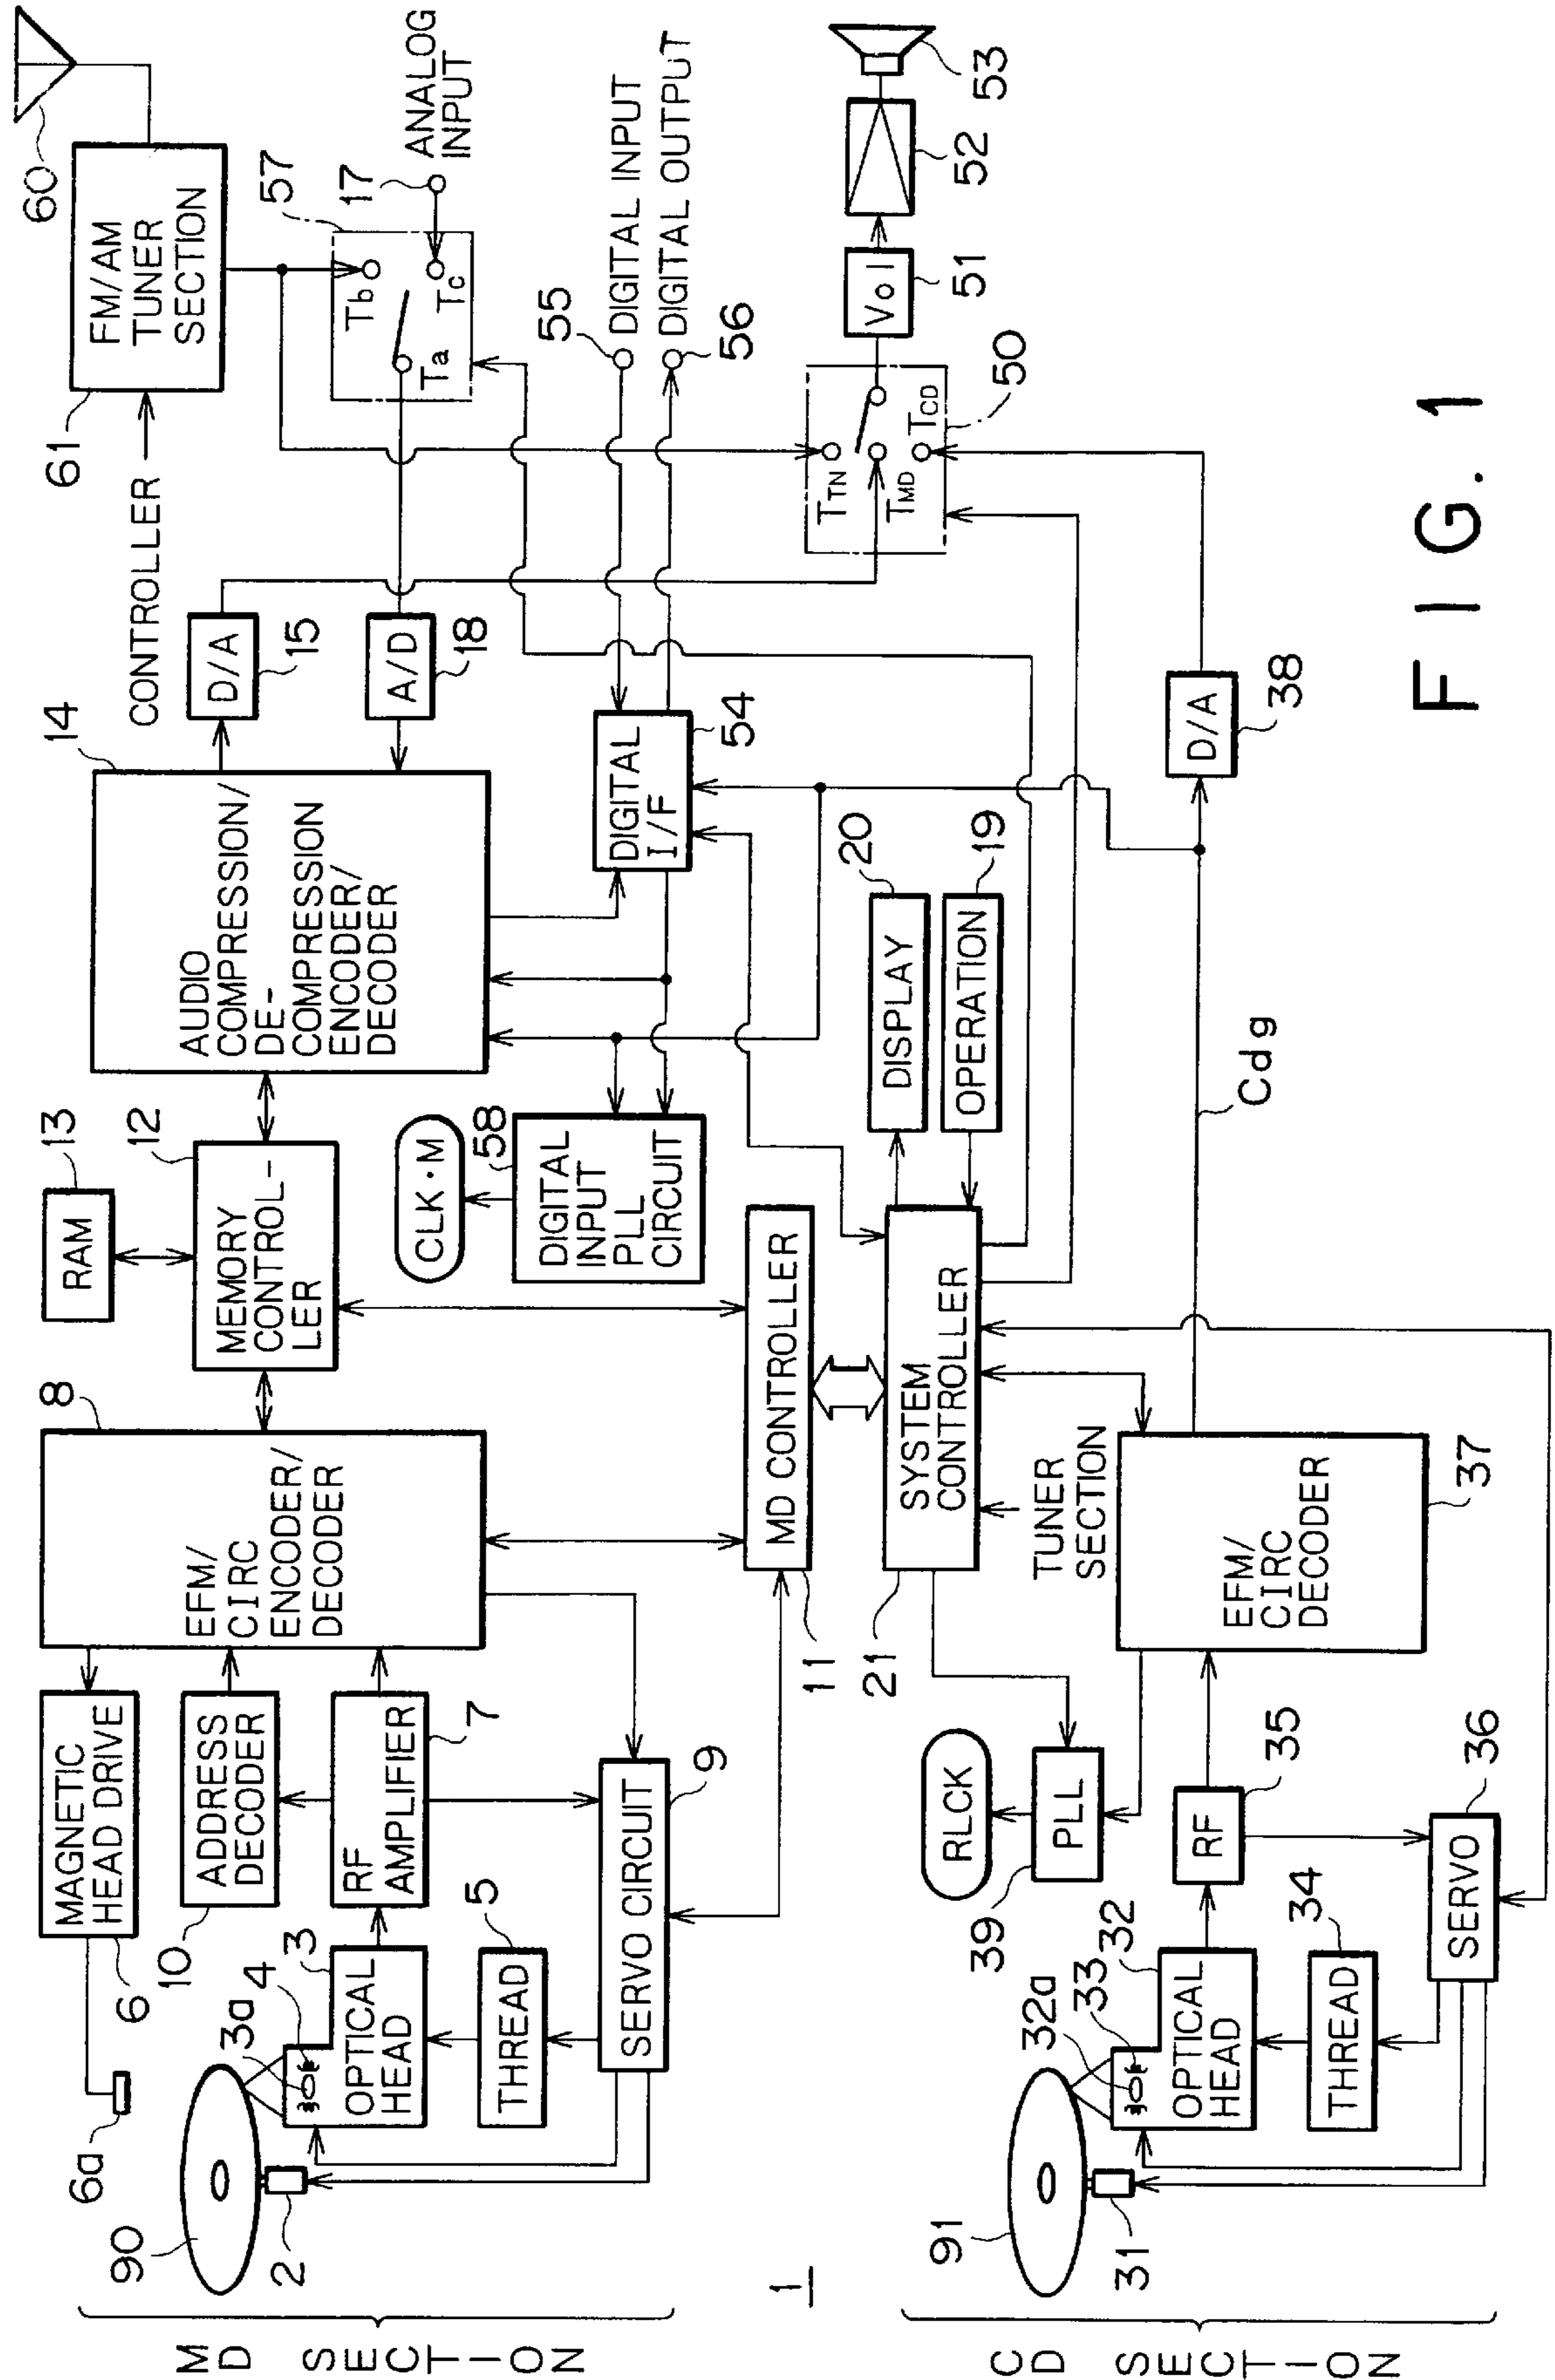 MD SECTION
90
2
6a
6
MAGNETIC
HEAD DRIVE
10
ADDRESS
DECODER
3a
4
3
OPTICAL
HEAD
RF
AMPLIFIER
7
5
THREAD
SERVO CIRCUIT
9
8
EFM/
CIRC
ENCODER/
DECODER
13
RAM
12
MEMORY
CONTROL-
LER
14
AUDIO
COMPRESSION/
DE-
COMPRESSION
ENCODER/
DECODER
CLK·M
58
DIGITAL
INPUT
PLL
CIRCUIT
MD CONTROLLER
11
CONTROLLER
D/A
15
A/D
18
61
FM/AM
TUNER
SECTION
60
57
Tb
Ta
Tc
17
ANALOG
INPUT
DIGITAL
I/F
54
55
DIGITAL INPUT
DIGITAL OUTPUT
56
1
CD SECTION
91
31
32a
33
32
OPTICAL
HEAD
34
THREAD
SERVO
36
RF
35
RLCK
PLL
39
21
SYSTEM
CONTROLLER
TUNER
SECTION
EFM/
CIRC
DECODER
37
DISPLAY
20
OPERATION
19
Cdg
D/A
38
TTN
TMD
TCD
50
Vol
51
52
53
FIG. 1